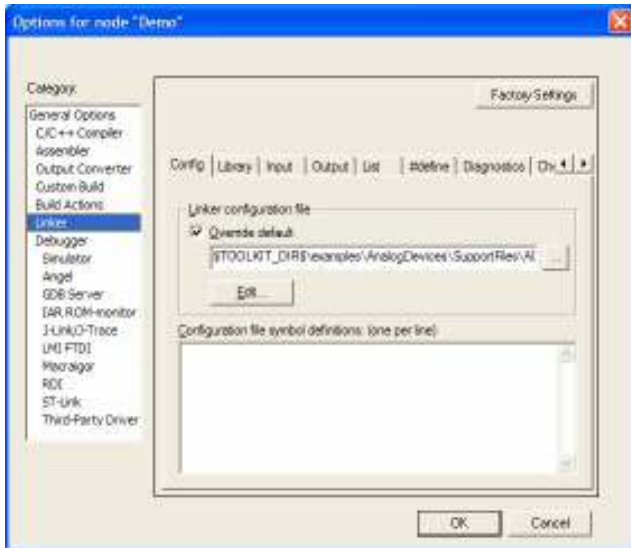 Options for node "Demo"
Category:
Factory Settings
General Options
C/C++ Compiler
Assembler
Output Converter
Custom Build
Build Actions
Linker
Debugger
Simulator
Angel
GDB Server
IAR ROM-monitor
J-Link/J-Trace
LMI FTDI
Macraigor
RDI
ST-Link
Third-Party Driver
Config Library Input Output List #define Diagnostics
Linker configuration file
Override default
$TOOLKIT_DIR$\examples\AnalogDevices\SupportFiles\
...
Edit...
Configuration file symbol definitions: (one per line)
OK Cancel